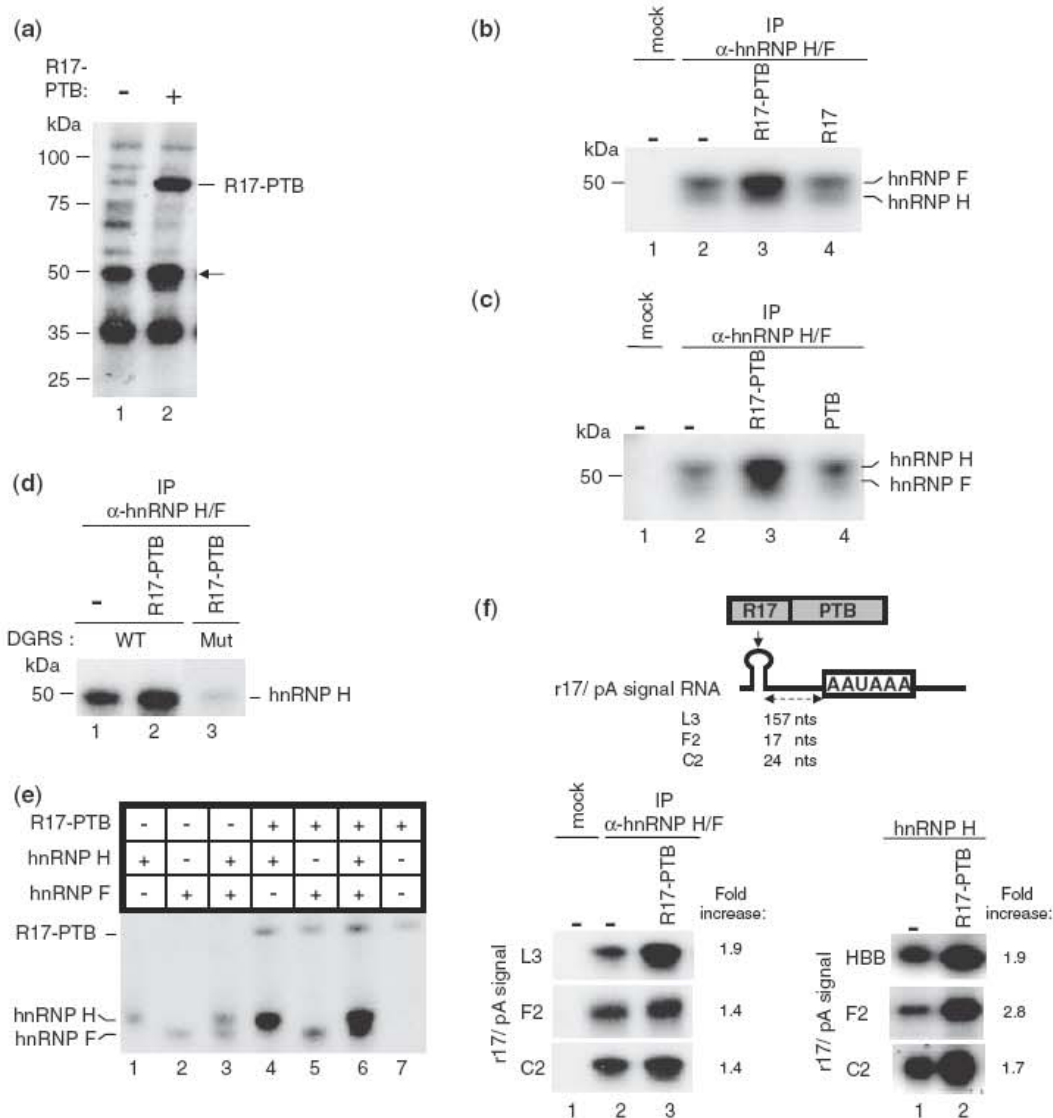 (a)
R17-
PTB: - +
kDa
100
75
50
35
25
R17-PTB
1 2
(b)
mock
IP
α-hnRNP H/F
- - R17-PTB R17
kDa
50
hnRNP F
hnRNP H
1 2 3 4
(c)
mock
IP
α-hnRNP H/F
- - R17-PTB PTB
kDa
50
hnRNP H
hnRNP F
1 2 3 4
(d)
IP
α-hnRNP H/F
- R17-PTB R17-PTB
DGRS : WT Mut
kDa
50
hnRNP H
1 2 3
(e)
R17-PTB - - - + + + +
hnRNP H + - + + - + -
hnRNP F - + + - + + -
R17-PTB
hnRNP H
hnRNP F
1 2 3 4 5 6 7
(f)
R17 PTB
r17/ pA signal RNA
AAUAAA
L3 157 nts
F2 17 nts
C2 24 nts
mock
IP
α-hnRNP H/F
- - R17-PTB
Fold
increase:
r17/ pA signal
L3 1.9
F2 1.4
C2 1.4
1 2 3
hnRNP H
- R17-PTB
Fold
increase:
r17/ pA signal
HBB 1.9
F2 2.8
C2 1.7
1 2